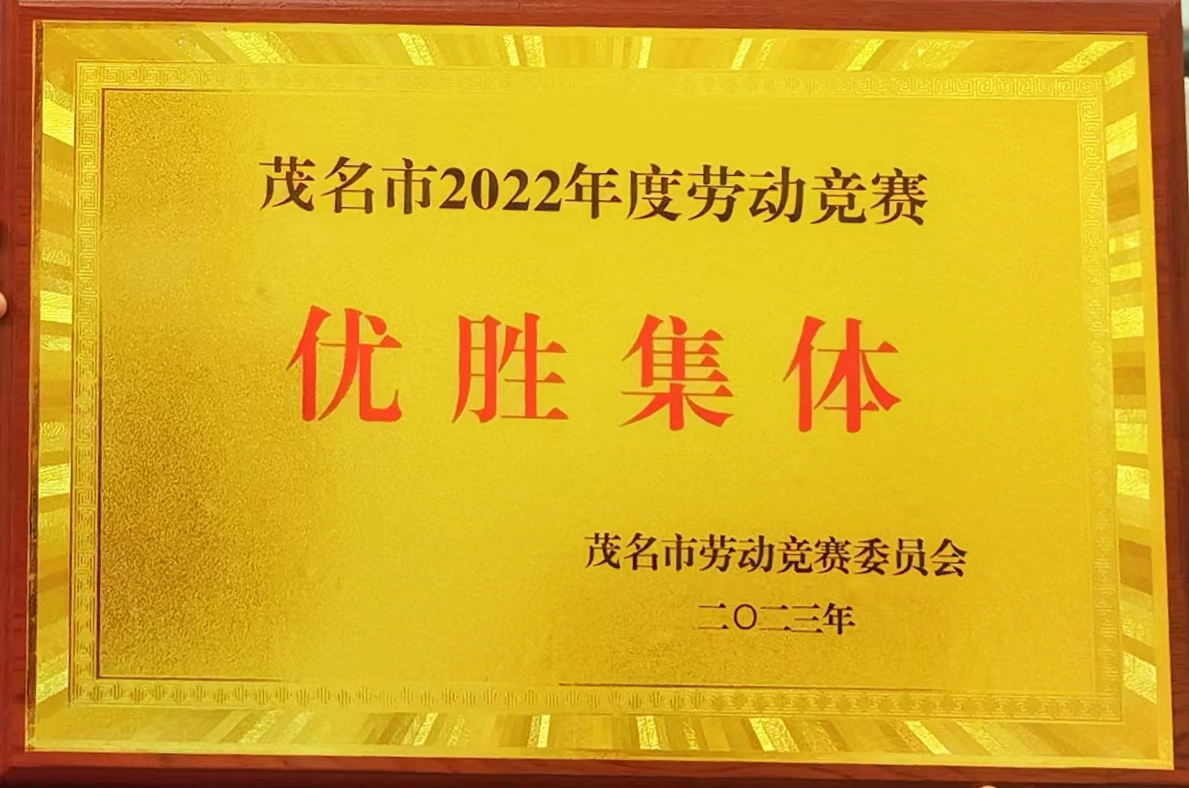 茂名市2022年度劳动竞赛
优胜集体
茂名市劳动竞赛委员会
二〇二三年